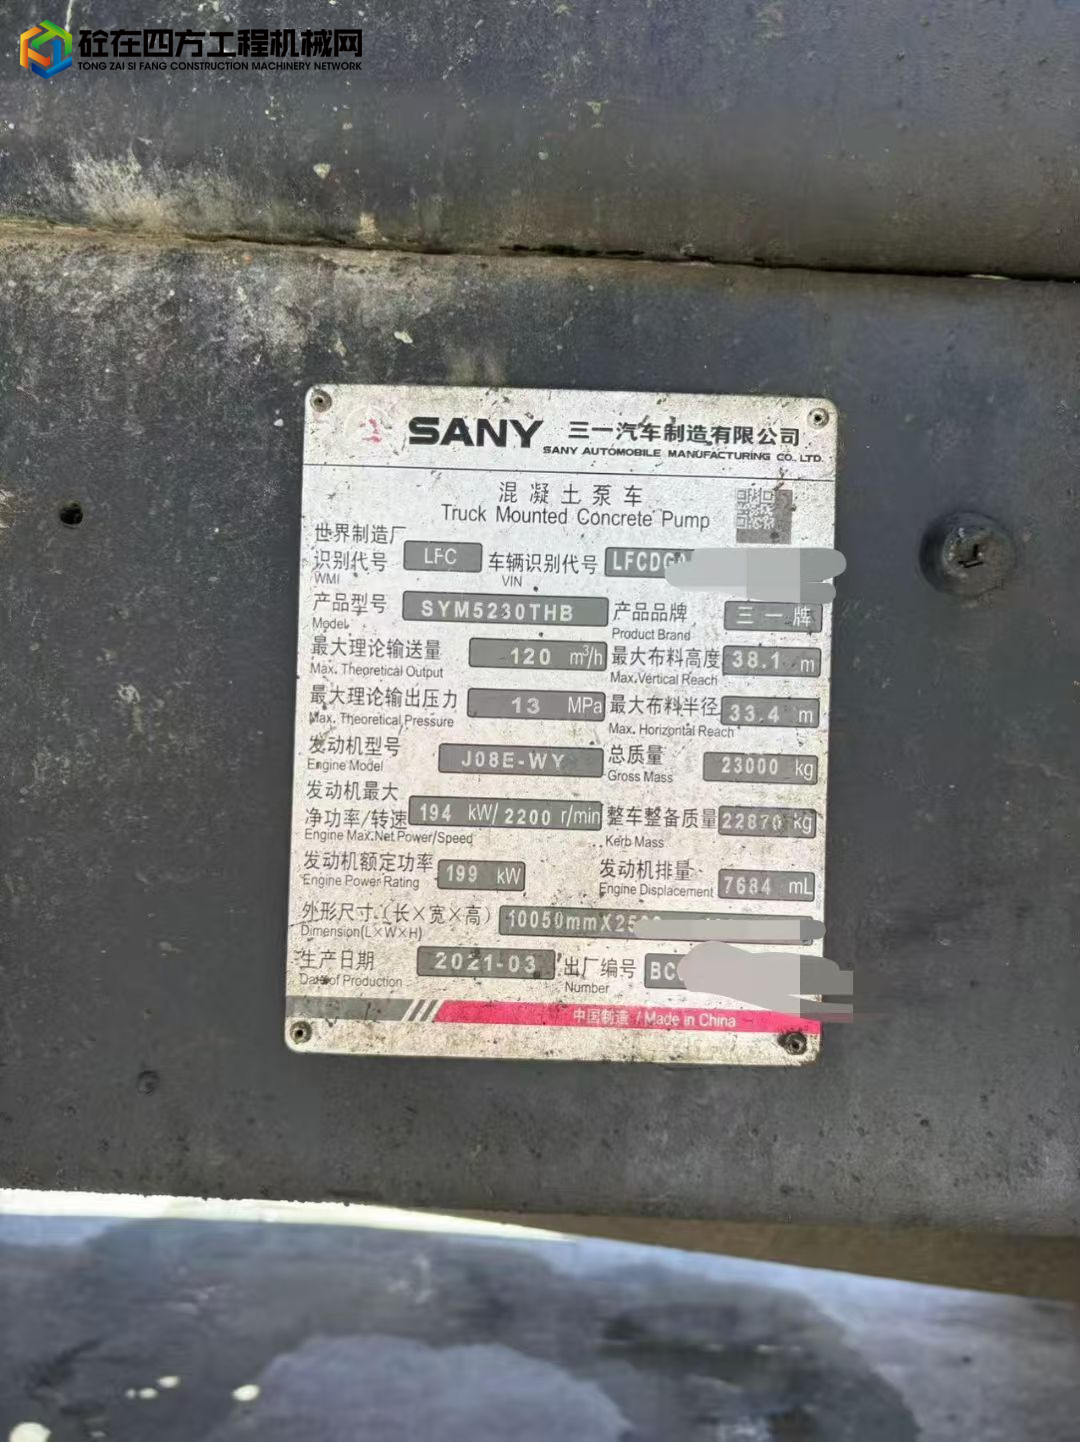 砼在四方工程机械网
TONG ZAI SI FANG CONSTRUCTION MACHINERY NETWORK
SANY 三一汽车制造有限公司
SANY AUTOMOBILE MANUFACTURING CO., LTD.
混凝土泵车
Truck Mounted Concrete Pump
世界制造厂
识别代号 LFC 车辆识别代号 LFCDG
WMI VIN
产品型号 SYM5230THB 产品品牌 三一牌
Model Product Brand
最大理论输送量 120 m³/h 最大布料高度 38.1 m
Max. Theoretical Output Max.Vertical Reach
最大理论输出压力 13 MPa 最大布料半径 33.4 m
Max. Theoretical Pressure Max. Horizontal Reach
发动机型号 J08E-WY 总质量 23000 kg
Engine Model Gross Mass
发动机最大
净功率/转速 194 kW/ 2200 r/min 整车整备质量 22870 kg
Engine Max.Net Power/Speed Kerb Mass
发动机额定功率 199 kW 发动机排量 7684 mL
Engine Power Rating Engine Displacement
外形尺寸（长×宽×高） 10050mmX25
Dimension(L×W×H)
生产日期 2021-03 出厂编号 BC
Date of Production Number
中国制造 / Made in China